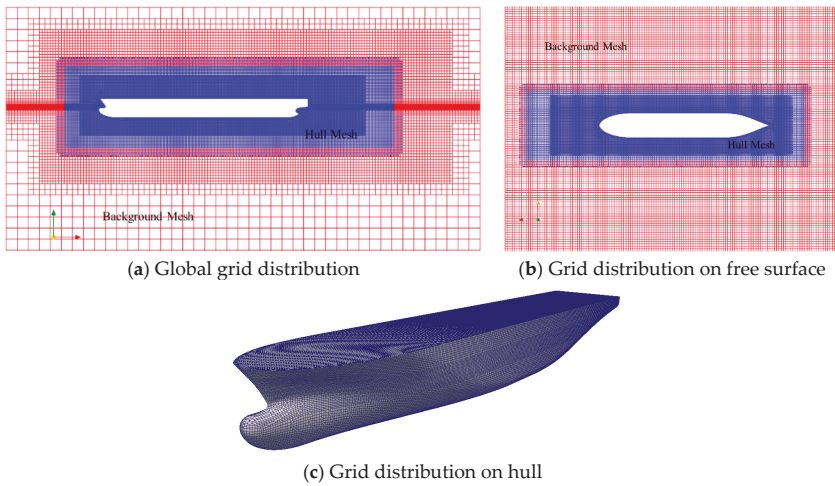 Background Mesh
Hull Mesh
Hull Mesh
Background Mesh
(a) Global grid distribution
(b) Grid distribution on free surface
(c) Grid distribution on hull